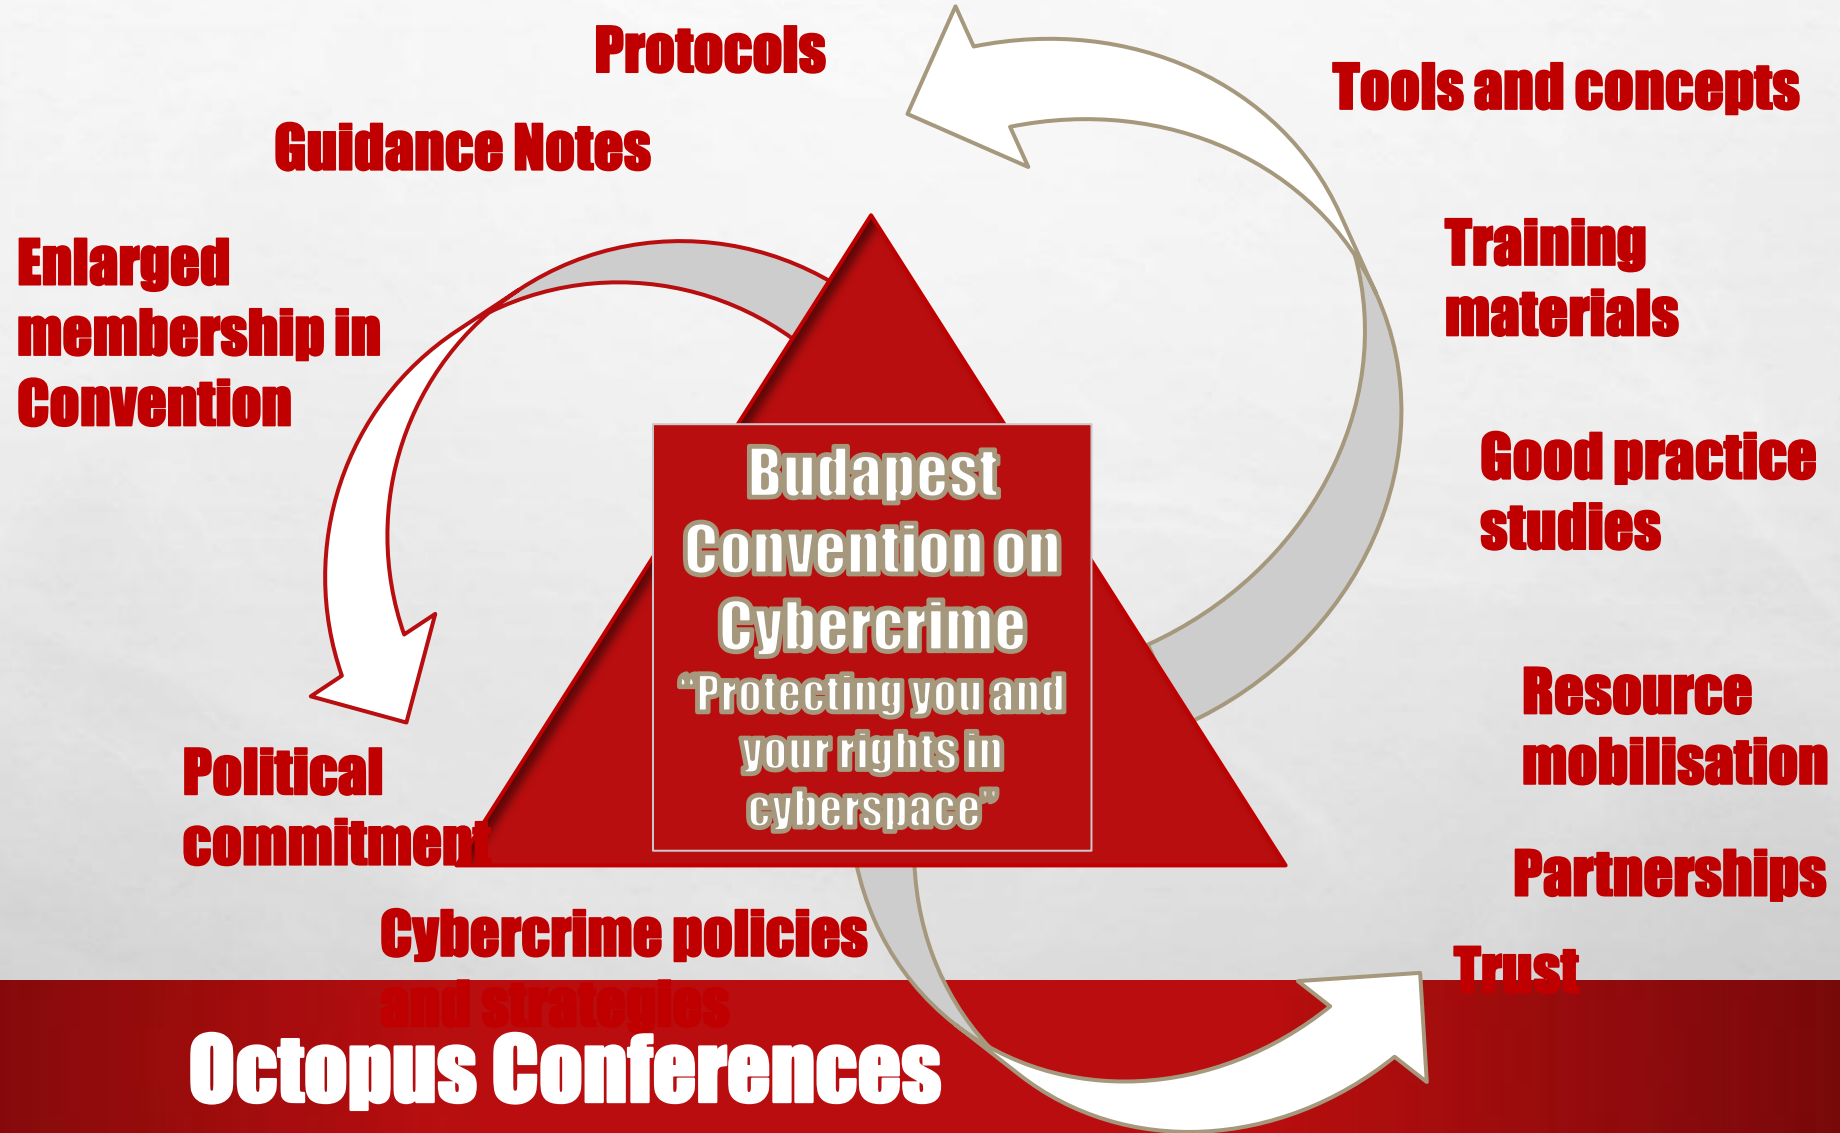 Protocols
Tools and concepts
Guidance Notes
Enlarged
membership in
Convention
Training
materials
Good practice
studies
Budapest
Convention on
Cybercrime
“Protecting you and
your rights in
cyberspace”
Resource
mobilisation
Political
commitment
Partnerships
Cybercrime policies
and strategies
Trust
Octopus Conferences